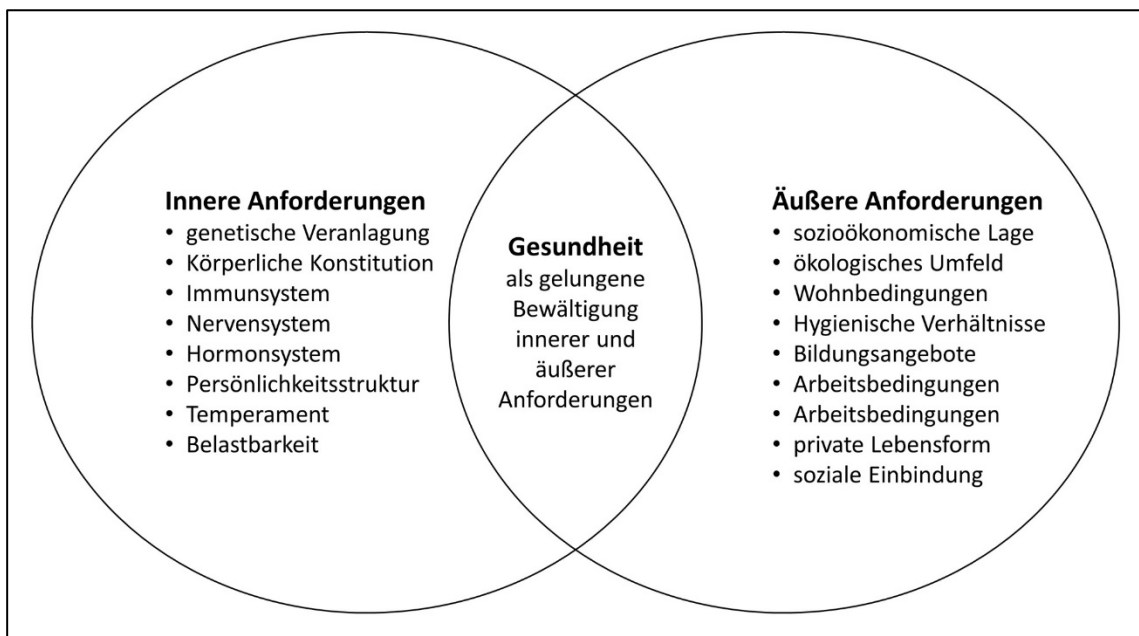 Innere Anforderungen
• genetische Veranlagung
• Körperliche Konstitution
• Immunsystem
• Nervensystem
• Hormonsystem
• Persönlichkeitsstruktur
• Temperament
• Belastbarkeit
Gesundheit
als gelungene
Bewältigung
innerer und
äußerer
Anforderungen
Äußere Anforderungen
• sozioökonomische Lage
• ökologisches Umfeld
• Wohnbedingungen
• Hygienische Verhältnisse
• Bildungsangebote
• Arbeitsbedingungen
• Arbeitsbedingungen
• private Lebensform
• soziale Einbindung